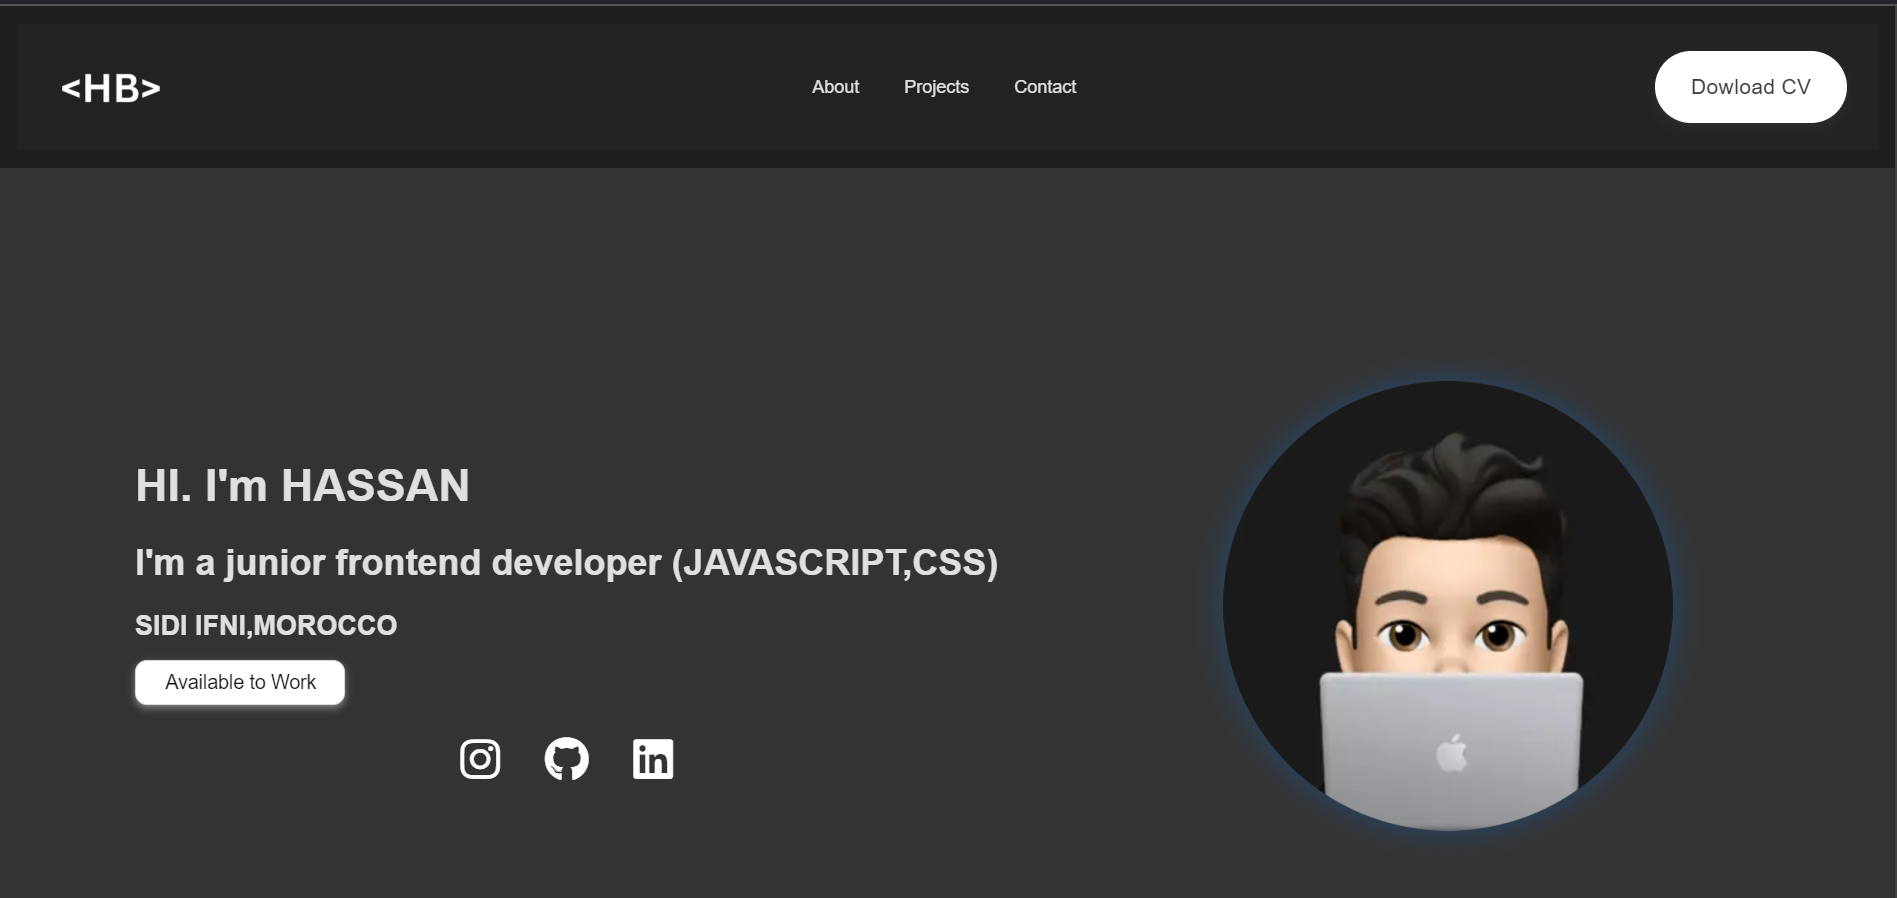 <HB>
About Projects Contact
Dowload CV
HI. I'm HASSAN
I'm a junior frontend developer (JAVASCRIPT,CSS)
SIDI IFNI,MOROCCO
Available to Work
in